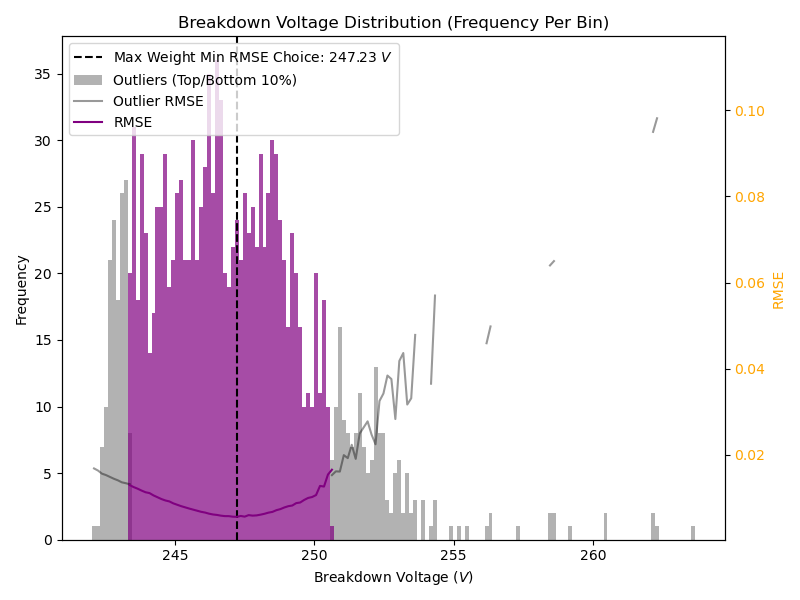 Breakdown Voltage Distribution (Frequency Per Bin)
Max Weight Min RMSE Choice: 247.23 V
Outliers (Top/Bottom 10%)
Outlier RMSE
RMSE
35
30
25
20
15
10
5
0
Frequency
0.10
0.08
0.06
0.04
0.02
RMSE
245
250
255
260
Breakdown Voltage (V)